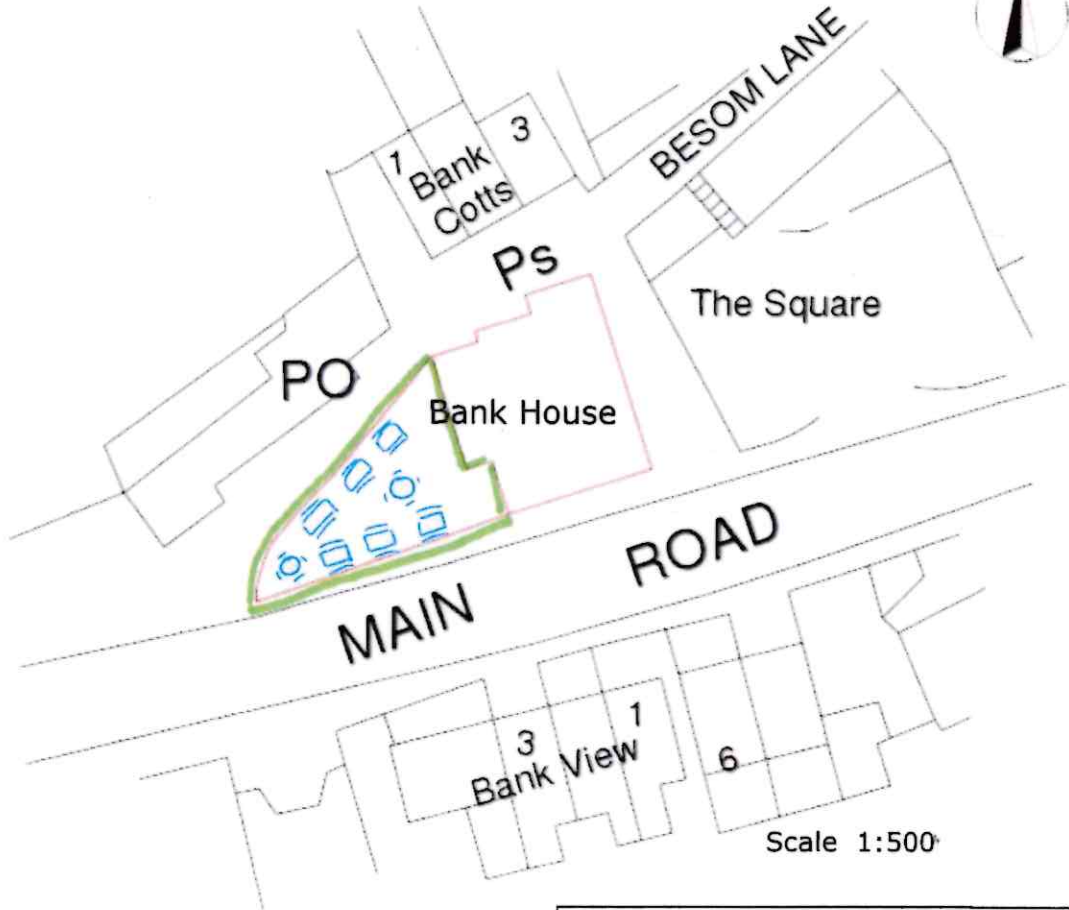 BESOM LANE
1
3
Bank
Cotts
Ps
The Square
PO
Bank House
MAIN ROAD
3
1
Bank View
6
Scale 1:500